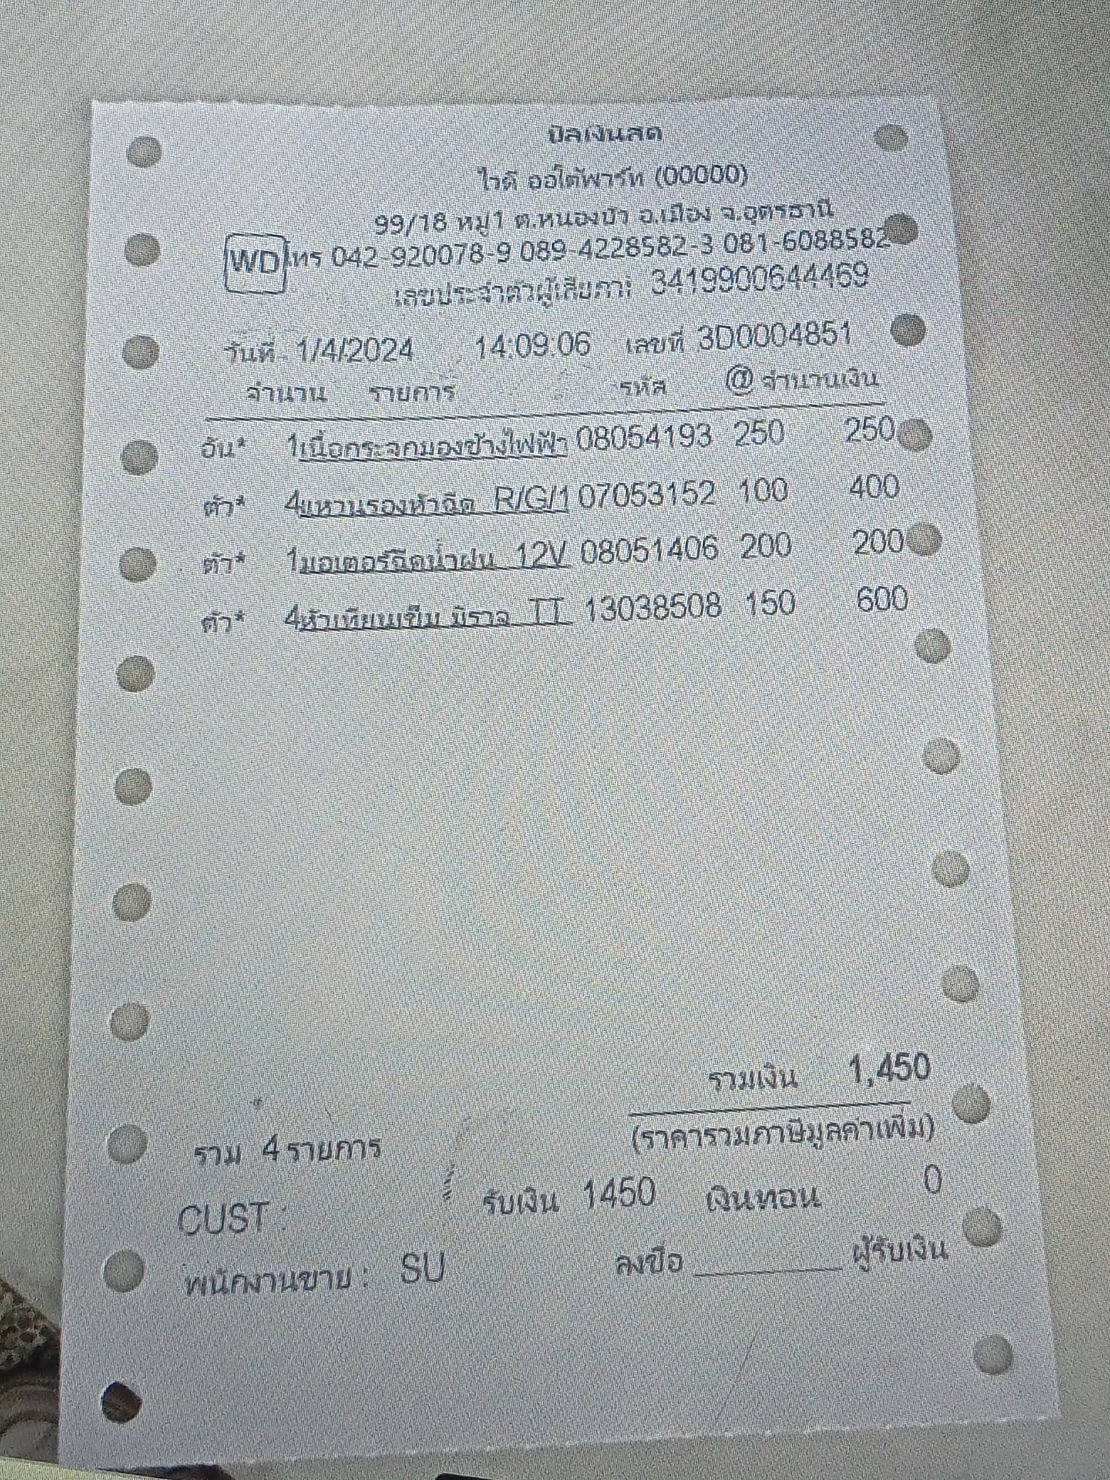 บิลเงินสด
ไวดี ออโต้พาร์ท (00000)
99/18 หมู่1 ต.หนองบัว อ.เมือง จ.อุดรธานี
WD โทร 042-920078-9 089-4228582-3 081-6088582
เลขประจำตัวผู้เสียภาษี 3419900644469
วันที่ 1/4/2024 14:09:06 เลขที่ 3D0004851
จำนวน รายการ รหัส @ จำนวนเงิน
อัน* 1เนื้อกระจกมองข้างไฟฟ้า 08054193 250 250
ตัว* 4แหวนรองหัวฉีด R/G/1 07053152 100 400
ตัว* 1มอเตอร์ฉีดน้ำฝน 12V 08051406 200 200
ตัว* 4หัวเทียนเข็ม มิราจ TT 13038508 150 600
รวมเงิน 1,450
รวม 4 รายการ (ราคารวมภาษีมูลค่าเพิ่ม)
CUST : รับเงิน 1450 เงินทอน 0
พนักงานขาย : SU ลงชื่อ ________ ผู้รับเงิน